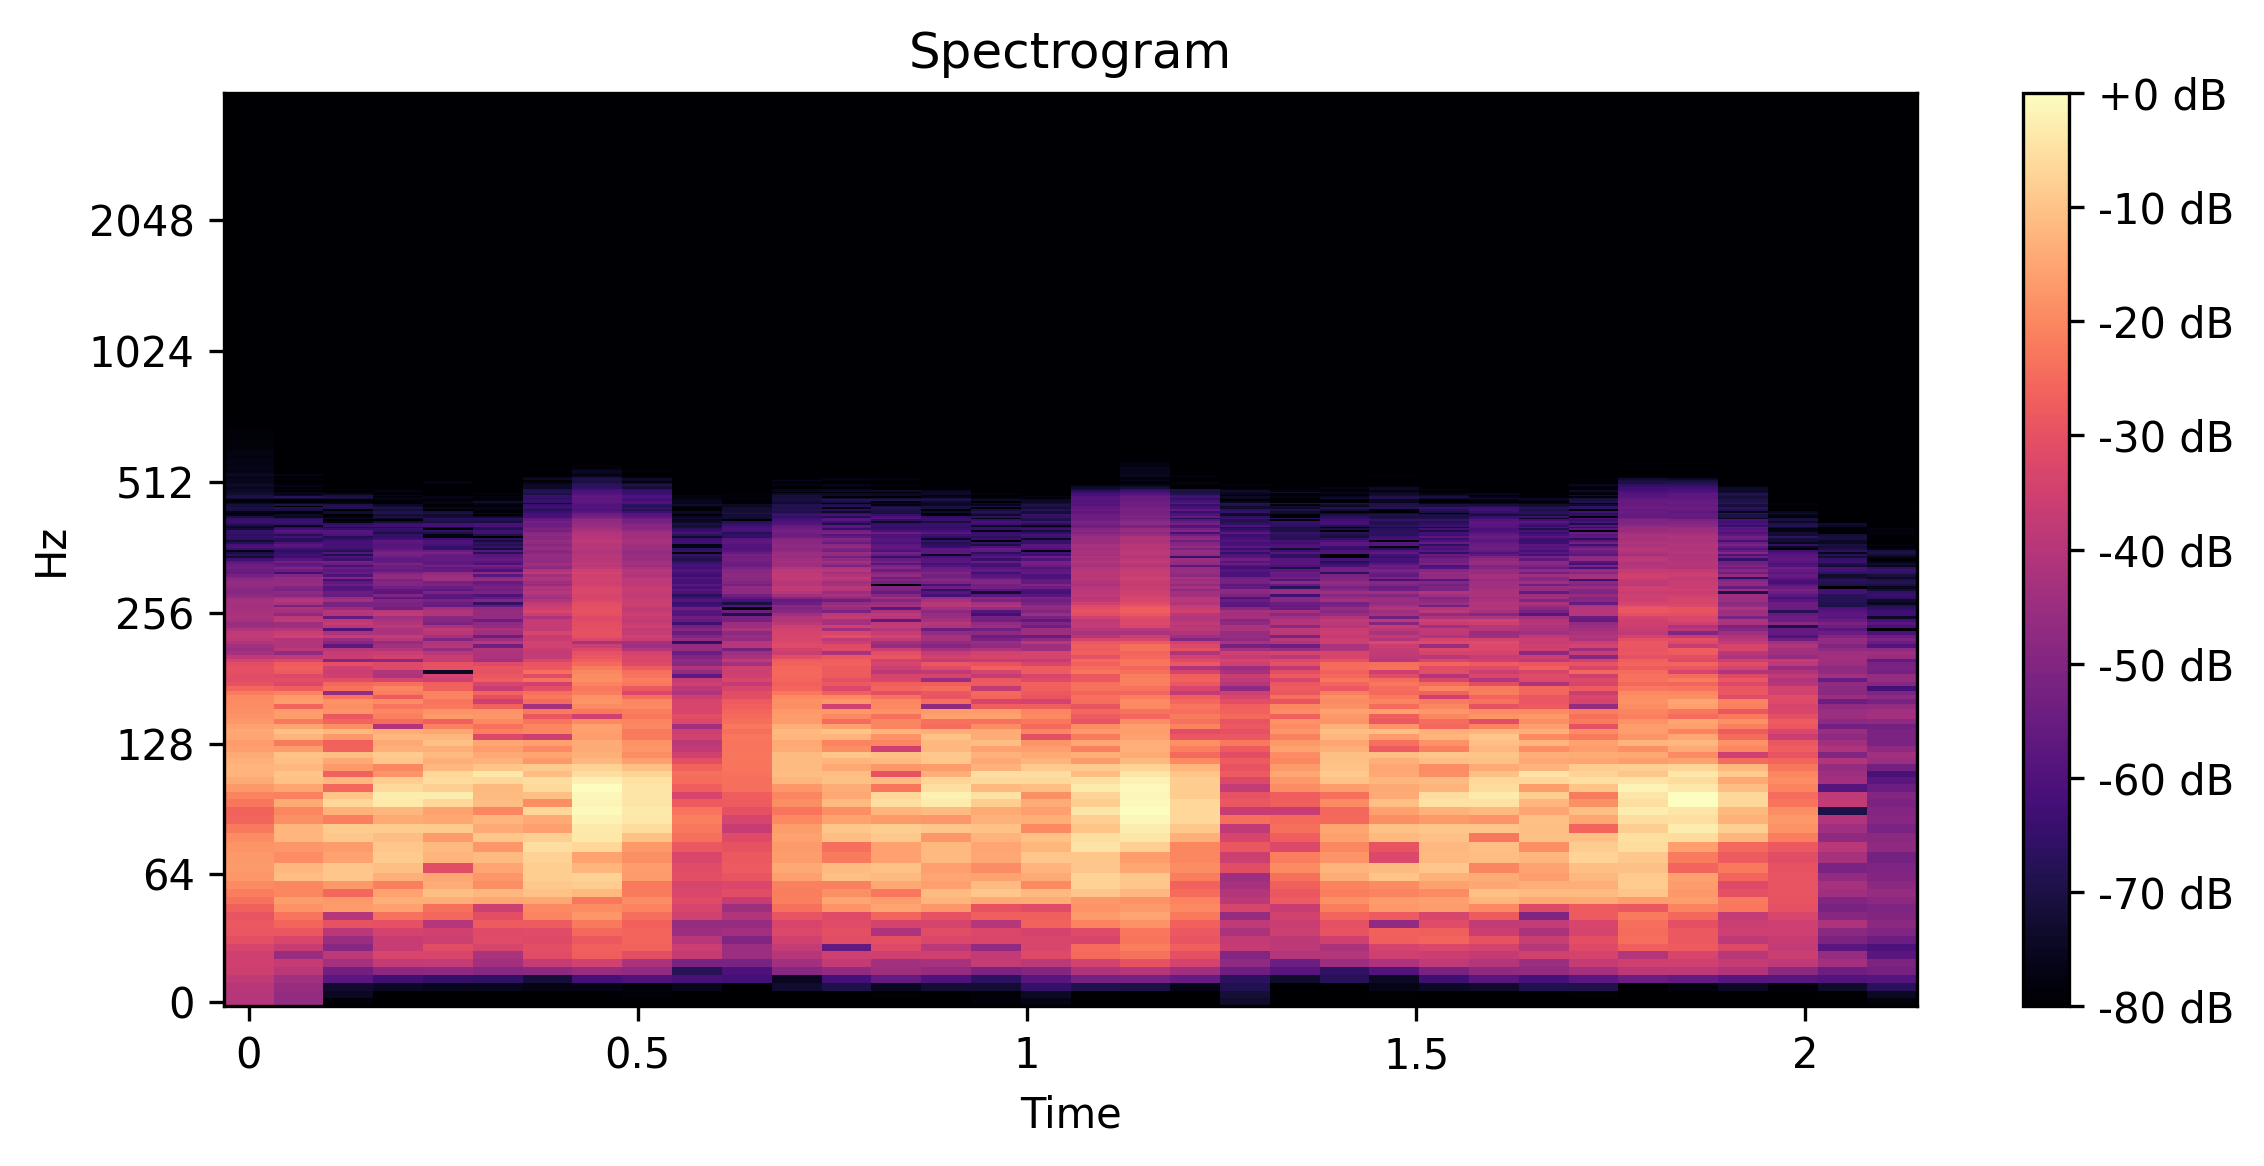 Spectrogram
Hz
2048
1024
512
256
128
64
0
0 0.5 1 1.5 2
Time
+0 dB
-10 dB
-20 dB
-30 dB
-40 dB
-50 dB
-60 dB
-70 dB
-80 dB